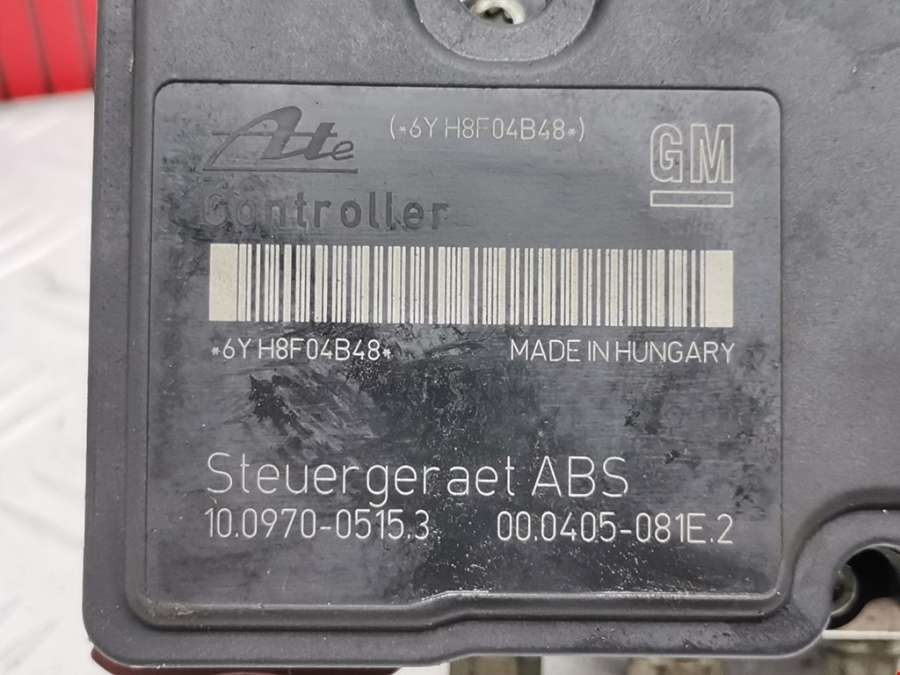 Ate (*6Y H8F04B48*) GM
Controller
*6Y H8F04B48* MADE IN HUNGARY
Steuergeraet ABS
10.0970-0515.3 00.0405-081E.2